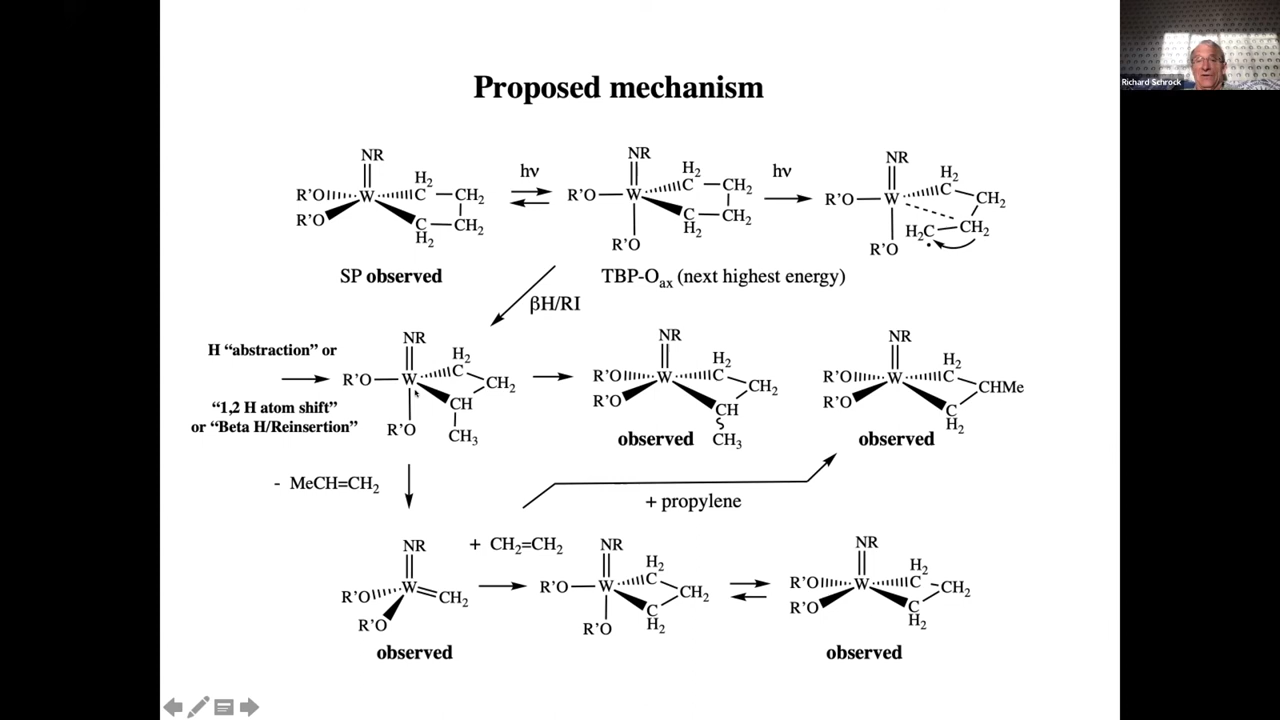 Proposed mechanism
Richard Schrock
NR
R'O
R'O
W
H₂
C
CH₂
CH₂
C
H₂
SP observed
hν
NR
R'O
W
R'O
H₂
C
CH₂
CH₂
C
H₂
TBP-Oax (next highest energy)
hν
NR
R'O
W
R'O
H₂
C
CH₂
CH₂
H₂C
·
βH/RI
H “abstraction” or
“1,2 H atom shift”
or “Beta H/Reinsertion”
NR
R'O
W
R'O
H₂
C
CH₂
CH
CH₃
NR
R'O
R'O
W
H₂
C
CH₂
CH
CH₃
observed
NR
R'O
R'O
W
H₂
C
CHMe
C
H₂
observed
- MeCH=CH₂
+ propylene
+ CH₂=CH₂
NR
R'O
W
CH₂
R'O
observed
NR
R'O
W
R'O
H₂
C
CH₂
C
H₂
NR
R'O
R'O
W
H₂
C
CH₂
C
H₂
observed